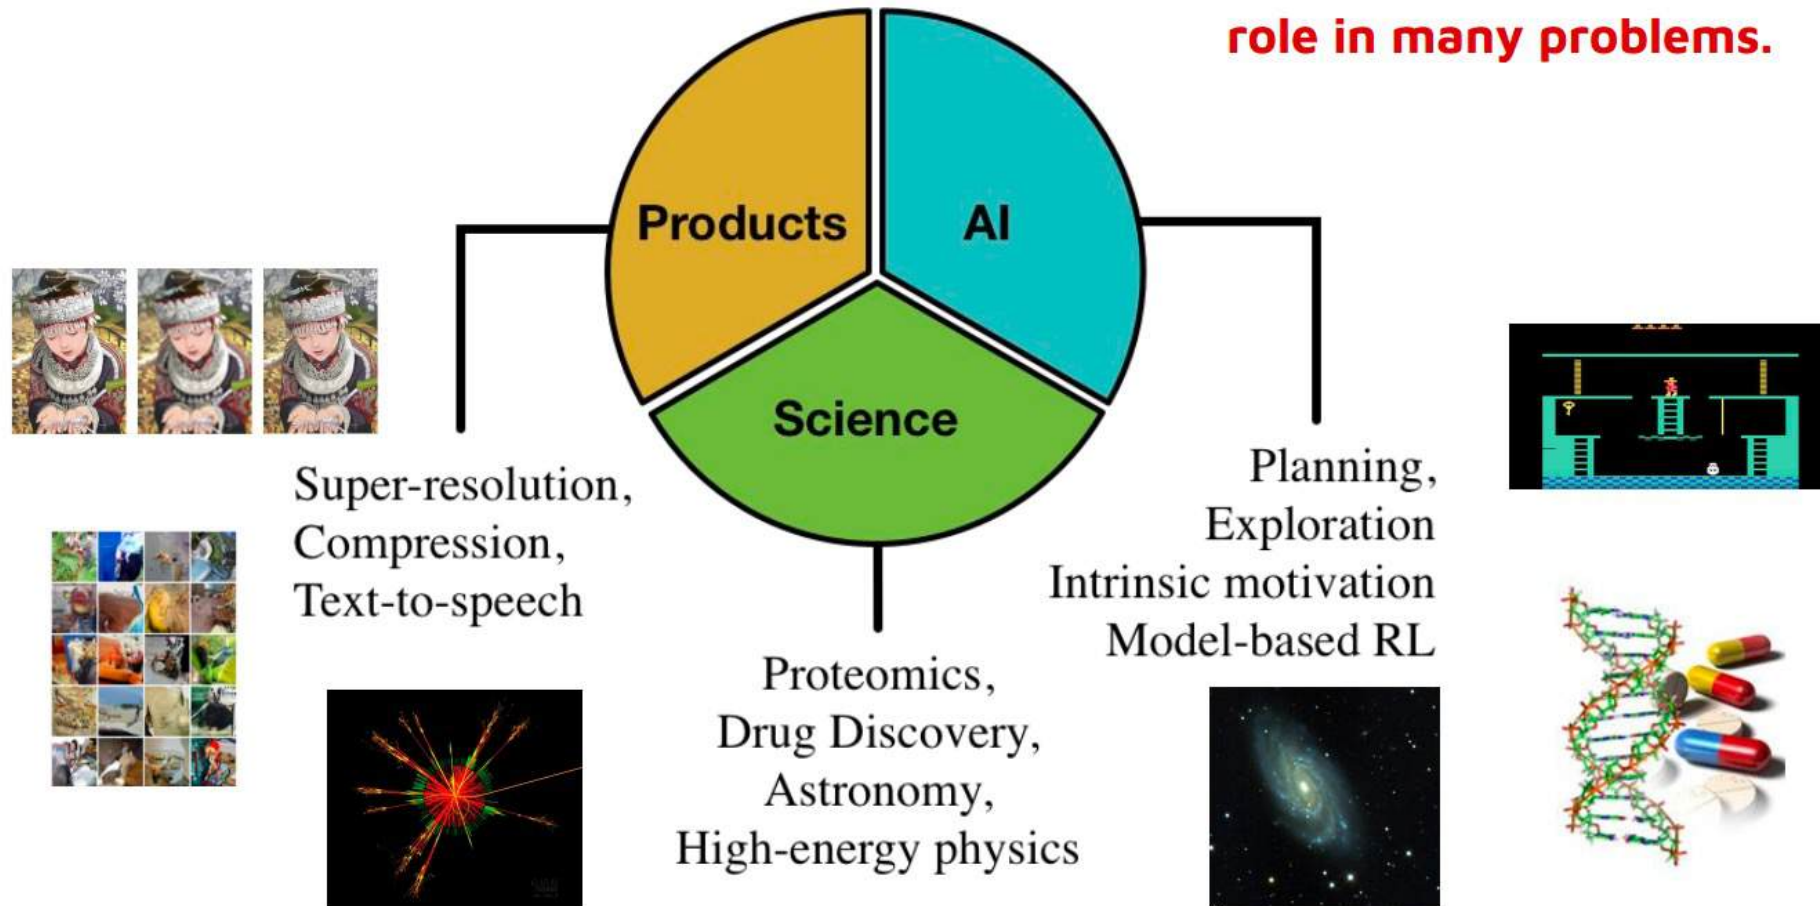 role in many problems.
Products
AI
Science
Super-resolution,
Compression,
Text-to-speech
Planning,
Exploration
Intrinsic motivation
Model-based RL
Proteomics,
Drug Discovery,
Astronomy,
High-energy physics